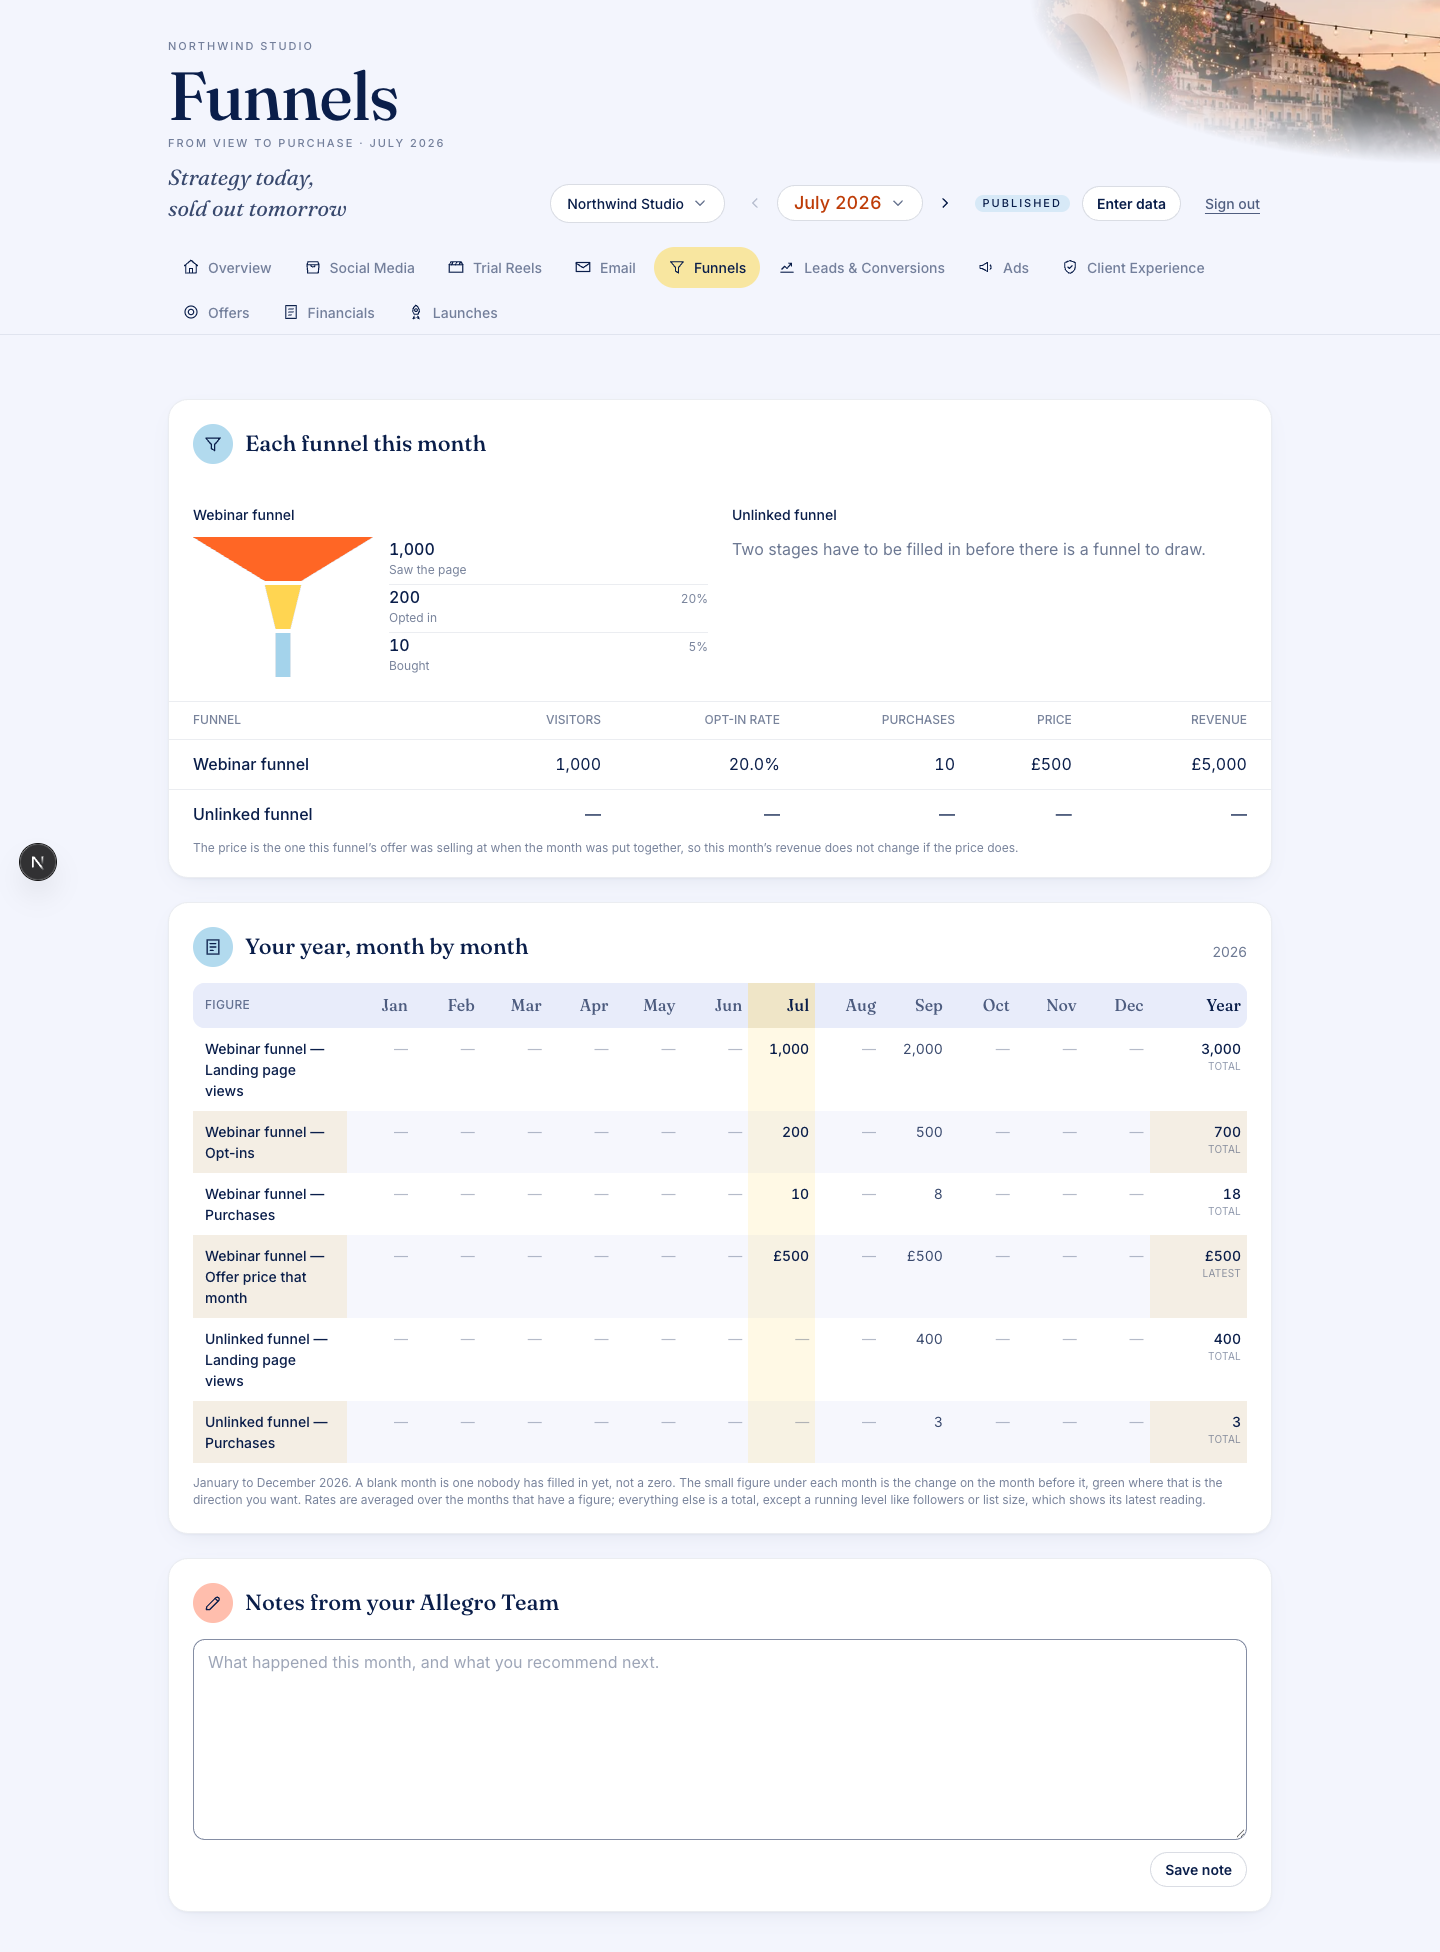 NORTHWIND STUDIO
Funnels
FROM VIEW TO PURCHASE · JULY 2026
Strategy today,
sold out tomorrow
Northwind Studio
July 2026
PUBLISHED
Enter data
Sign out
Overview
Social Media
Trial Reels
Email
Funnels
Leads & Conversions
Ads
Client Experience
Offers
Financials
Launches
Each funnel this month
Webinar funnel
1,000
Saw the page
200 20%
Opted in
10 5%
Bought
Unlinked funnel
Two stages have to be filled in before there is a funnel to draw.
FUNNEL VISITORS OPT-IN RATE PURCHASES PRICE REVENUE
Webinar funnel 1,000 20.0% 10 £500 £5,000
Unlinked funnel — — — — —
The price is the one this funnel’s offer was selling at when the month was put together, so this month’s revenue does not change if the price does.
N
Your year, month by month
2026
FIGURE Jan Feb Mar Apr May Jun Jul Aug Sep Oct Nov Dec Year
Webinar funnel — — — — — — — 1,000 — 2,000 — — — 3,000
Landing page TOTAL
views
Webinar funnel — — — — — — — 200 — 500 — — — 700
Opt-ins TOTAL
Webinar funnel — — — — — — — 10 — 8 — — — 18
Purchases TOTAL
Webinar funnel — — — — — — — £500 — £500 — — — £500
Offer price that LATEST
month
Unlinked funnel — — — — — — — — — 400 — — — 400
Landing page TOTAL
views
Unlinked funnel — — — — — — — — — 3 — — — 3
Purchases TOTAL
January to December 2026. A blank month is one nobody has filled in yet, not a zero. The small figure under each month is the change on the month before it, green where that is the
direction you want. Rates are averaged over the months that have a figure; everything else is a total, except a running level like followers or list size, which shows its latest reading.
Notes from your Allegro Team
What happened this month, and what you recommend next.
Save note